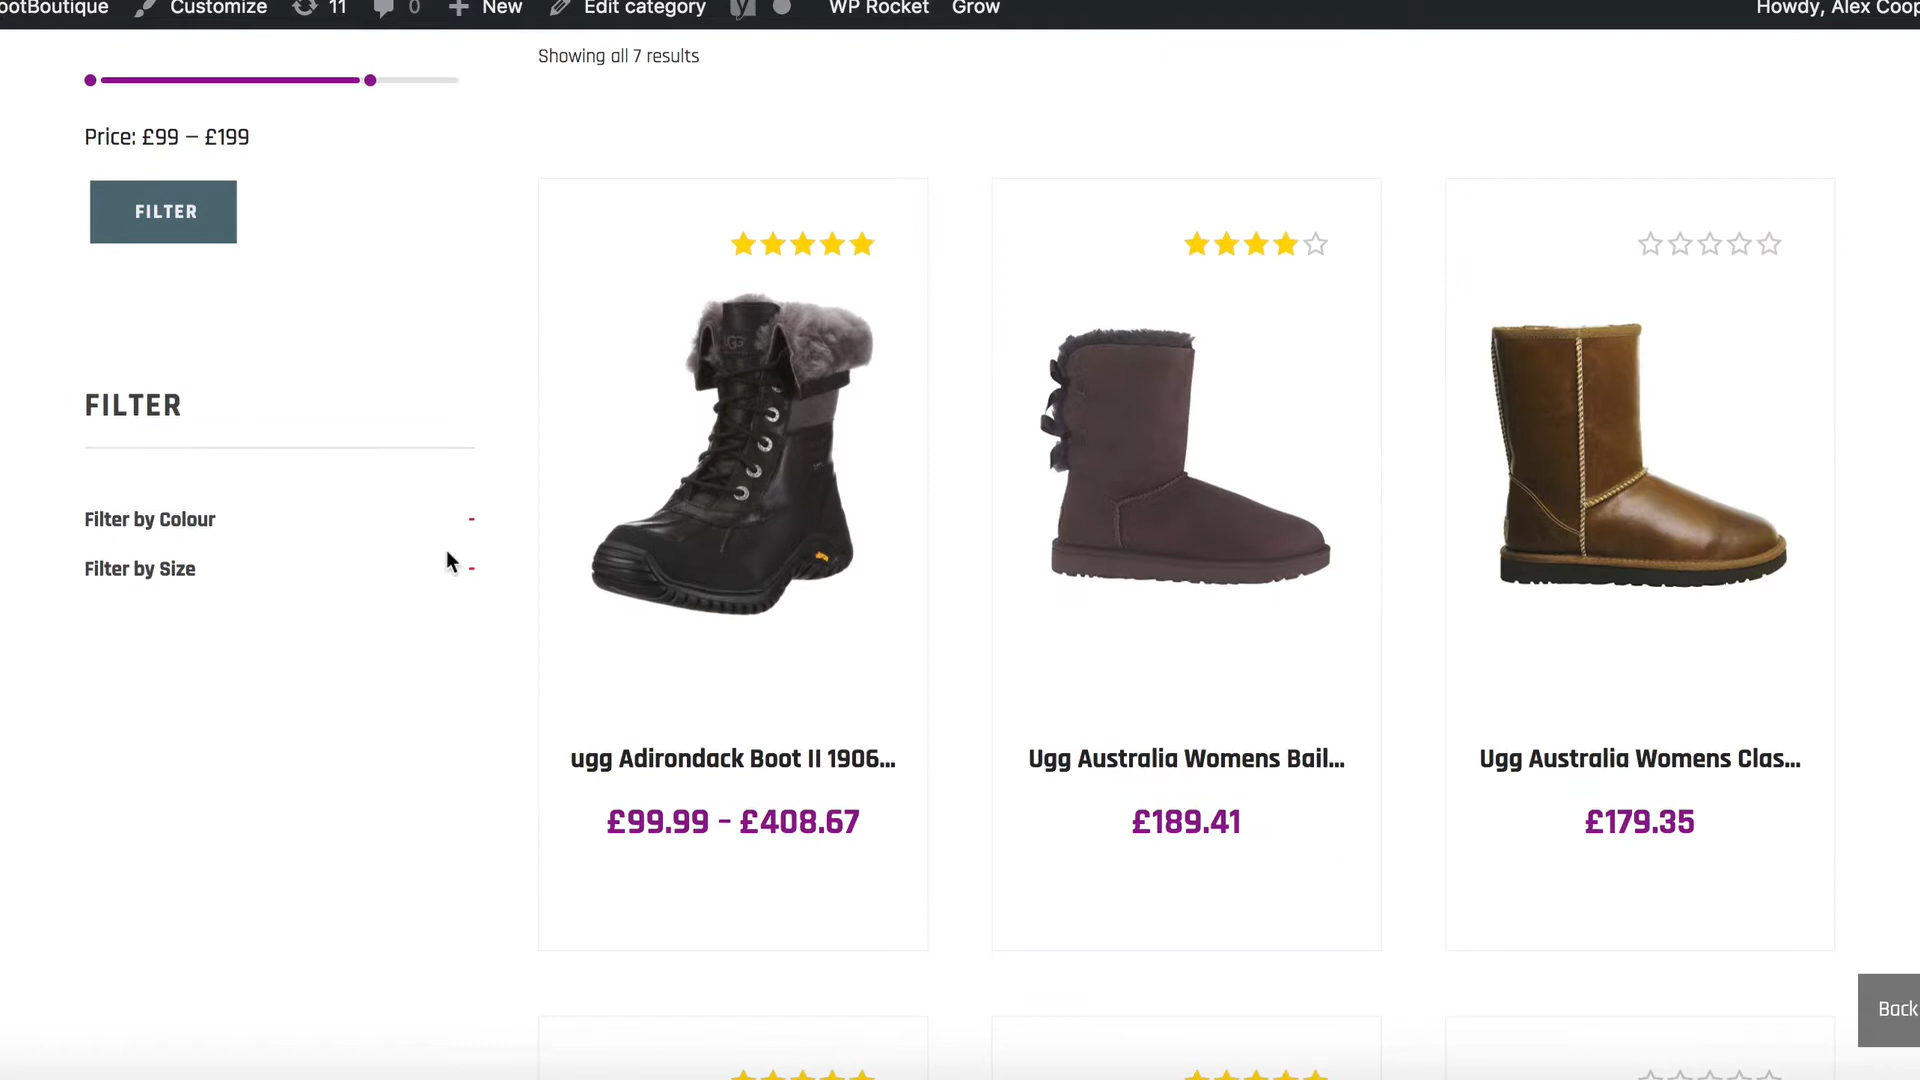 ootBoutique Customize 11 0 New Edit category WP Rocket Grow Howdy, Alex Coop
Showing all 7 results
Price: £99 — £199
FILTER
FILTER
Filter by Colour -
Filter by Size -
UGG
ugg Adirondack Boot II 1906...
£99.99 – £408.67
Ugg Australia Womens Bail...
£189.41
Ugg Australia Womens Clas...
£179.35
Back